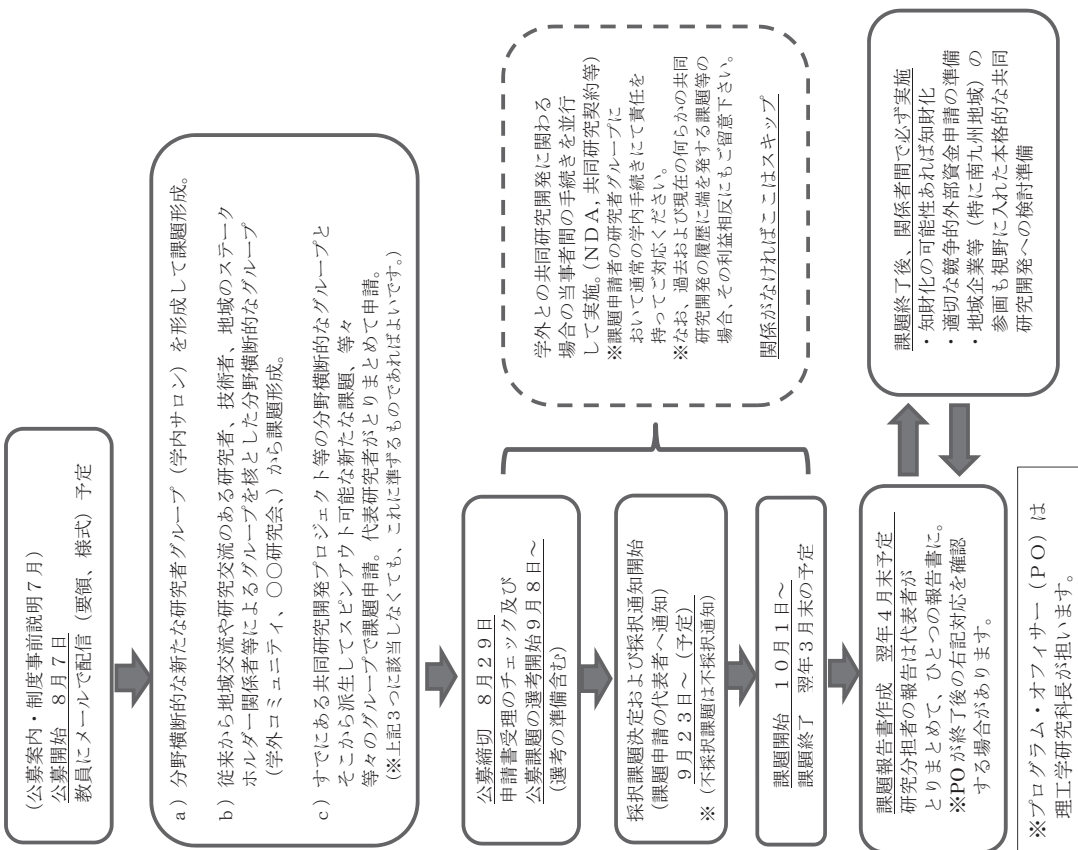 (公募案内・制度事前説明7月)
公募開始　8月7日
教員にメールで配信（要領、様式）予定
a）分野横断的な新たな研究者グループ（学内サロン）を形成して課題形成。
b）従来から地域交流や研究交流のある研究者、技術者、地域のステーク
ホルダー関係者等によるグループを核とした分野横断的なグループ
（学外コミュニティ、〇〇研究会、）から課題形成。
c）すでにある共同研究開発プロジェクト等の分野横断的なグループと
そこから派生してスピンアウト可能な新たな課題、等々
等々のグループで課題申請。代表研究者がとりまとめて申請。
（※上記３つに該当しなくても、これに準ずるものであればよいです。）
公募締切　８月２９日
申請書受理のチェック及び
公募課題の選考開始９月８日～
（選考の準備含む）
採択課題決定および採択通知開始
（課題申請の代表者へ通知）
９月２３日～（予定）
※（不採択課題は不採択通知）
課題開始　１０月１日～
課題終了　翌年３月末の予定
学外との共同研究開発に関わる
場合の当事者間の手続きを並行
して実施。(NDA, 共同研究契約等)
※課題申請者の研究者グループに
おいて通常の学内手続きにて責任を
持ってご対応ください。
※なお、過去および現在の何らかの共同
研究開発の履歴に端を発する課題等の
場合、その利益相反にもご留意下さい。
関係がなければここはスキップ
課題報告書作成　翌年４月末予定
研究分担者の報告は代表者が
とりまとめて、ひとつの報告書に。
※POが終了後の右記対応を確認
する場合があります。
課題終了後、関係者間で必ず実施
・知財化の可能性あれば知財化
・適切な競争的外部資金申請の準備
・地域企業等（特に南九州地域）の
参画も視野に入れた本格的な共同
研究開発への検討準備
※プログラム・オフィサー（PO）は
理工学研究科長が担います。